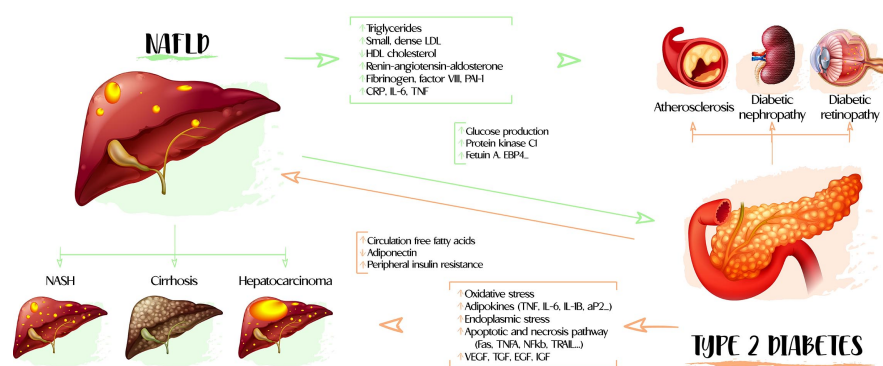 NAFLD
↑Triglycerides
↑Small, dense LDL
↓HDL cholesterol
↑Renin-angiotensin-aldosterone
↑Fibrinogen, factor VIII, PAI-1
↑CRP, IL-6, TNF
Atherosclerosis
Diabetic
nephropathy
Diabetic
retinopathy
↑Glucose production
↑Protein kinase C1
↑Fetuin A. EBP4...
↑Circulation free fatty acids
↓Adiponectin
↑Peripheral insulin resistance
NASH
Cirrhosis
Hepatocarcinoma
↑Oxidative stress
↑Adipokines (TNF, IL-6, IL-1B, aP2...)
↑Endoplasmic stress
↑Apoptotic and necrosis pathway
(Fas, TNFA, NFkb, TRAIL...)
↑VEGF, TGF, EGF, IGF
TYPE 2 DIABETES